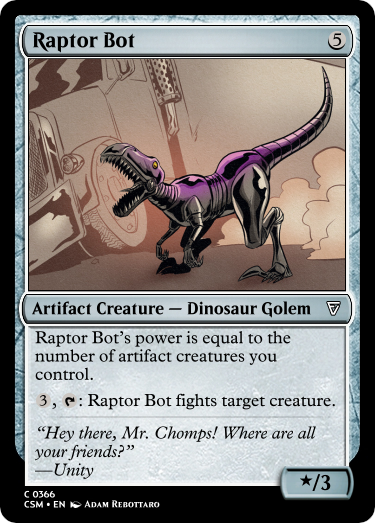 Raptor Bot 5
Artifact Creature — Dinosaur Golem
Raptor Bot's power is equal to the
number of artifact creatures you
control.
3, : Raptor Bot fights target creature.
"Hey there, Mr. Chomps! Where are all
your friends?"
—Unity
★/3
C 0366
CSM • EN Adam Rebottaro